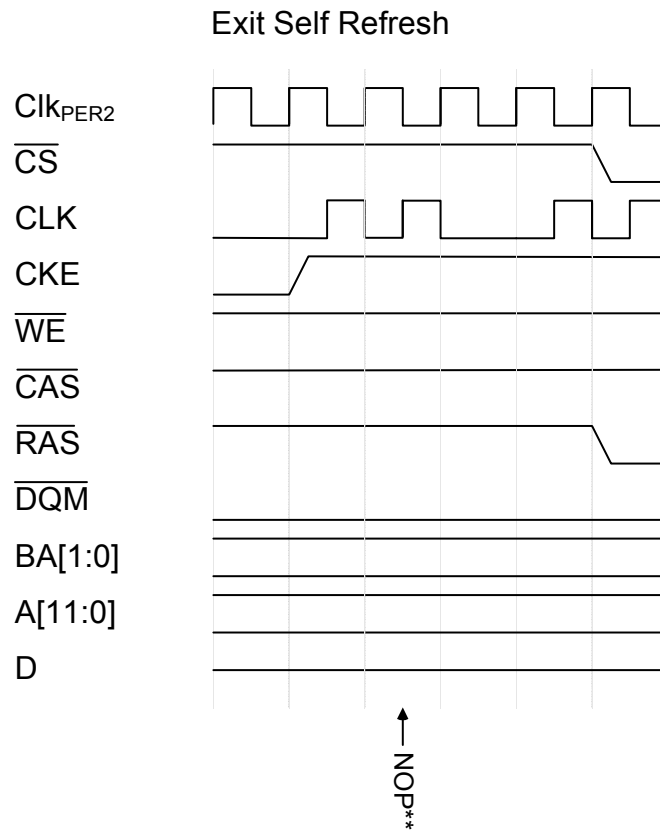 Exit Self Refresh
ClkPER2
CS
CLK
CKE
WE
CAS
RAS
DQM
BA[1:0]
A[11:0]
D
NOP**